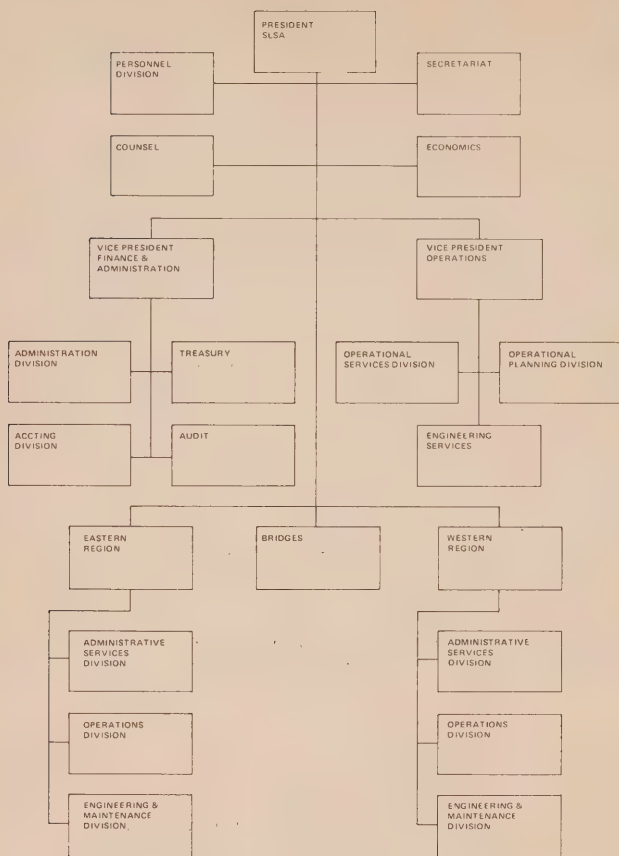 PRESIDENT
SLSA
PERSONNEL
DIVISION
SECRETARIAT
COUNSEL
ECONOMICS
VICE PRESIDENT
FINANCE &
ADMINISTRATION
VICE PRESIDENT
OPERATIONS
ADMINISTRATION
DIVISION
TREASURY
OPERATIONAL
SERVICES DIVISION
OPERATIONAL
PLANNING DIVISION
ACCTING
DIVISION
AUDIT
ENGINEERING
SERVICES
EASTERN
REGION
BRIDGES
WESTERN
REGION
ADMINISTRATIVE
SERVICES
DIVISION
ADMINISTRATIVE
SERVICES
DIVISION
OPERATIONS
DIVISION
OPERATIONS
DIVISION
ENGINEERING &
MAINTENANCE
DIVISION
ENGINEERING &
MAINTENANCE
DIVISION